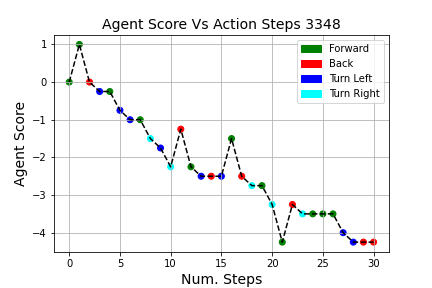 Agent Score Vs Action Steps 3348
Forward
Back
Turn Left
Turn Right
Agent Score
1
0
−1
−2
−3
−4
0 5 10 15 20 25 30
Num. Steps